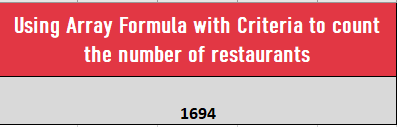 Using Array Formula with Criteria to count
the number of restaurants
1694